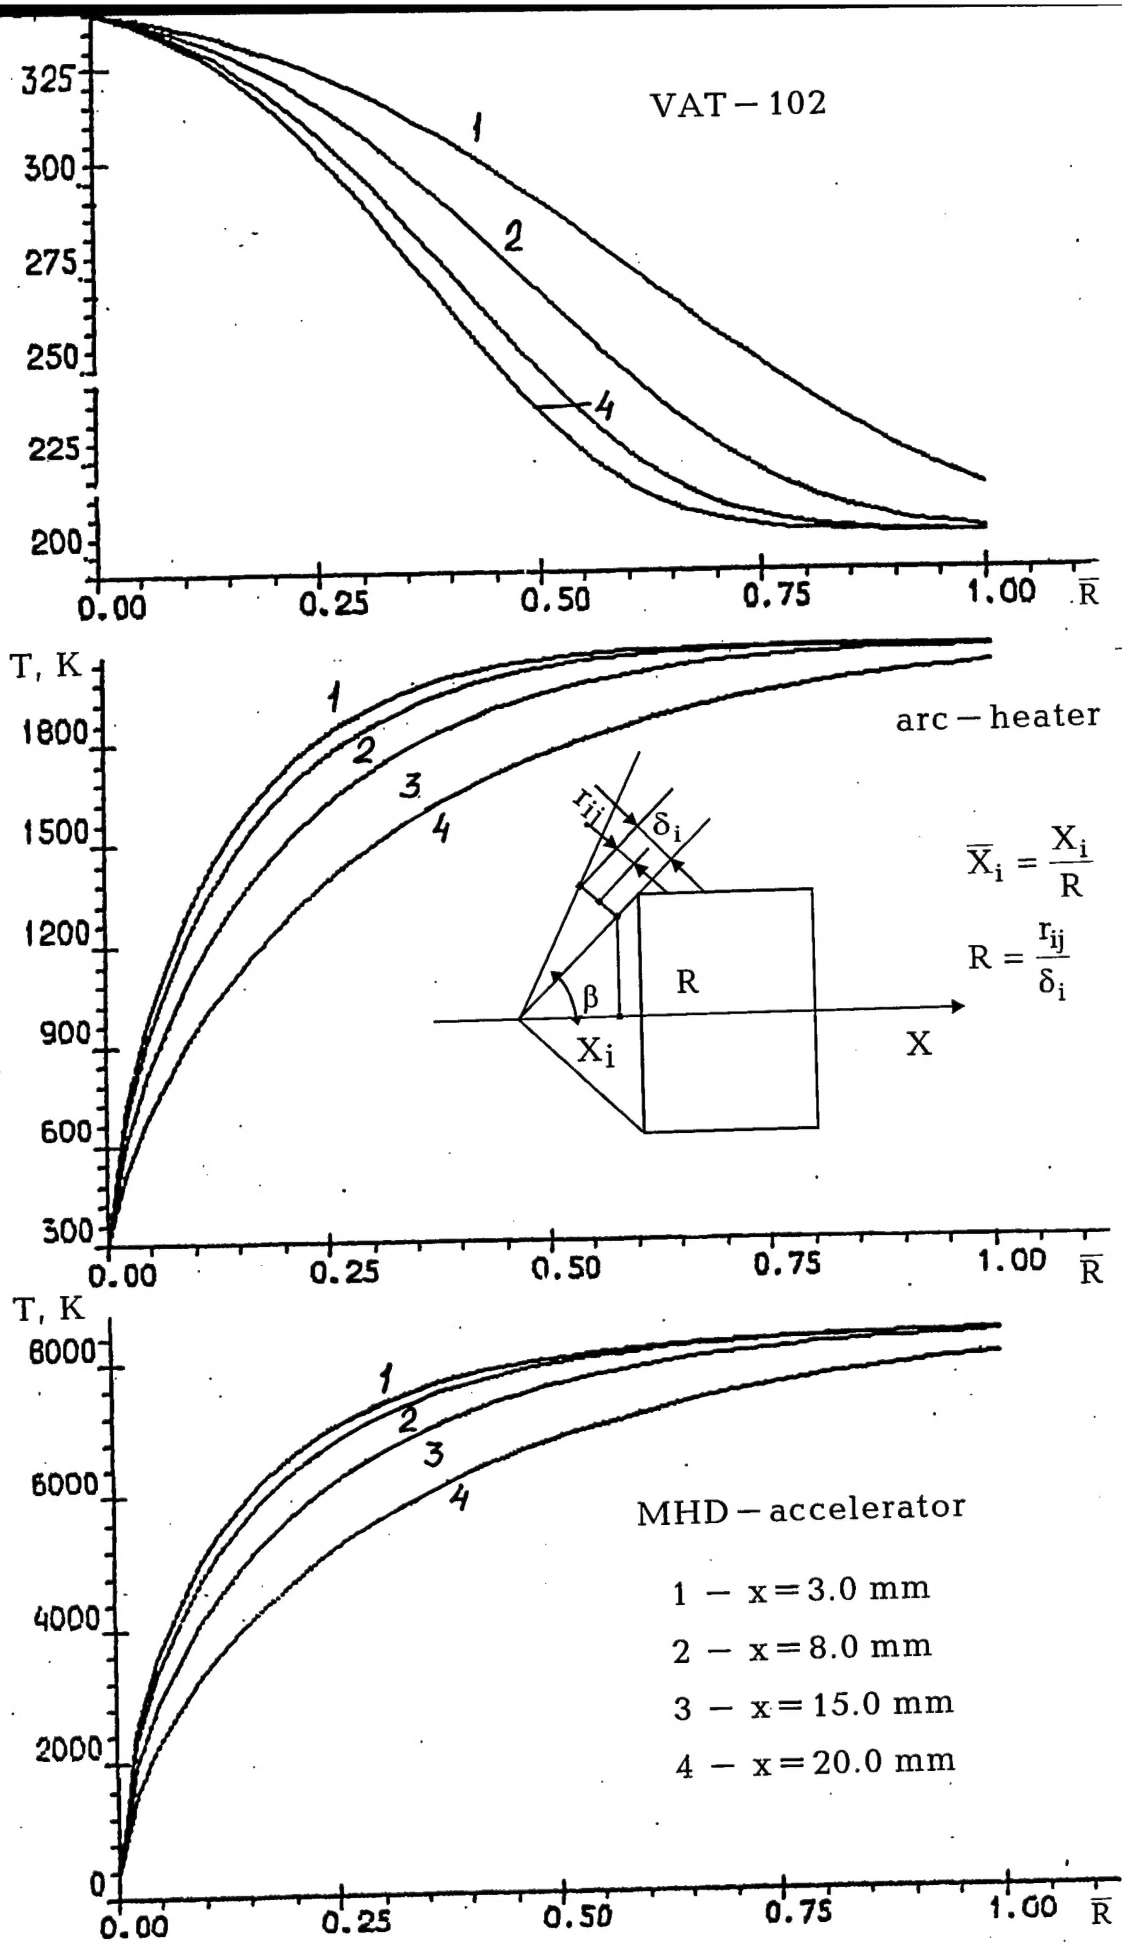 325
VAT – 102
1
300
2
275
250
4
225
200
0.00 0.25 0.50 0.75 1.00 R̅
T, K
1
1800
arc – heater
2
3
r_ij
δ_i
1500
4
X̅_i = X_i / R
1200
R = r_ij / δ_i
R
β
900
X_i
X
600
300
0.00 0.25 0.50 0.75 1.00 R̅
T, K
8000
1
2
3
6000
4
MHD – accelerator
1 – x = 3.0 mm
4000
2 – x = 8.0 mm
3 – x = 15.0 mm
2000
4 – x = 20.0 mm
0
0.00 0.25 0.50 0.75 1.00 R̅